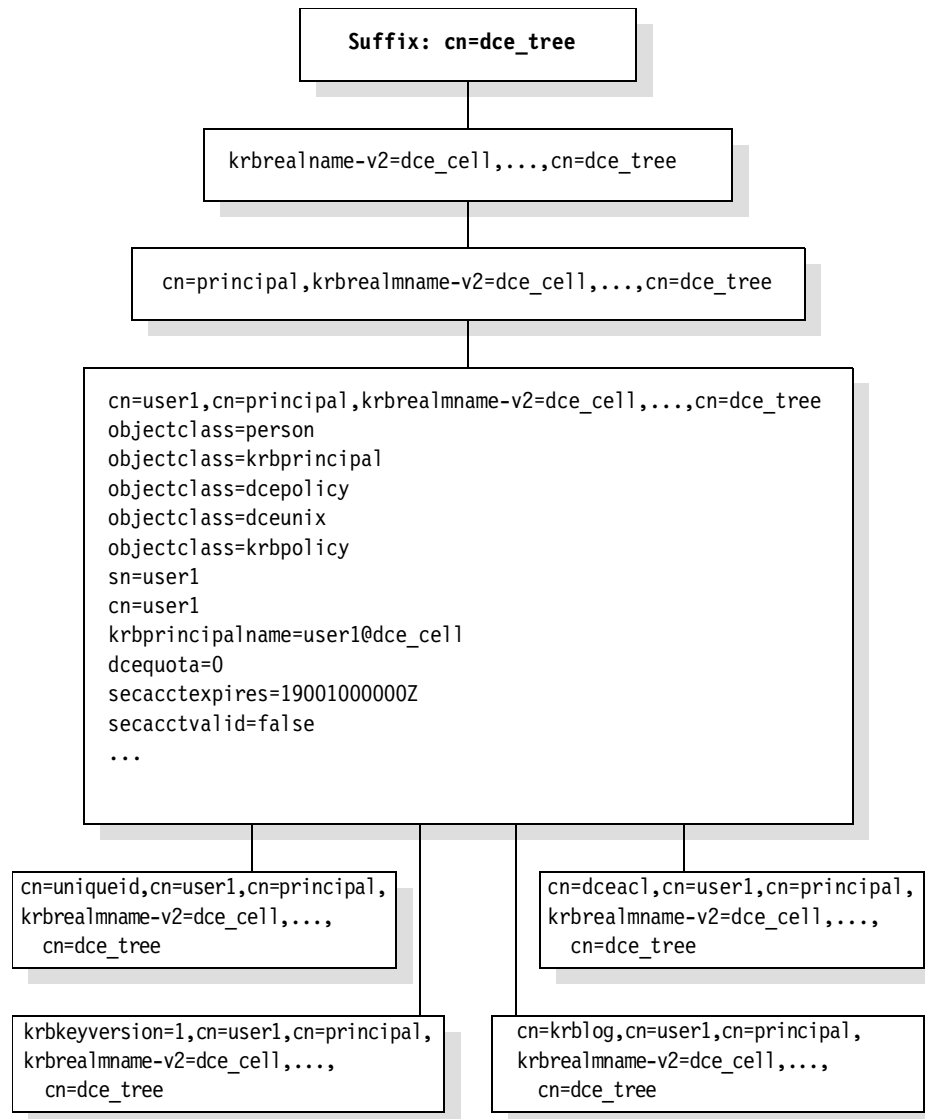 Suffix: cn=dce_tree
krbrealname-v2=dce_cell,...,cn=dce_tree
cn=principal,krbrealmname-v2=dce_cell,...,cn=dce_tree
cn=user1,cn=principal,krbrealmname-v2=dce_cell,...,cn=dce_tree
objectclass=person
objectclass=krbprincipal
objectclass=dcepolicy
objectclass=dceunix
objectclass=krbpolicy
sn=user1
cn=user1
krbprincipalname=user1@dce_cell
dcequota=0
secacctexpires=19001000000Z
secacctvalid=false
...
cn=uniqueid,cn=user1,cn=principal,
krbrealmname-v2=dce_cell,...,
cn=dce_tree
cn=dceacl,cn=user1,cn=principal,
krbrealmname-v2=dce_cell,...,
cn=dce_tree
krbkeyversion=1,cn=user1,cn=principal,
krbrealmname-v2=dce_cell,...,
cn=dce_tree
cn=krblog,cn=user1,cn=principal,
krbrealmname-v2=dce_cell,...,
cn=dce_tree